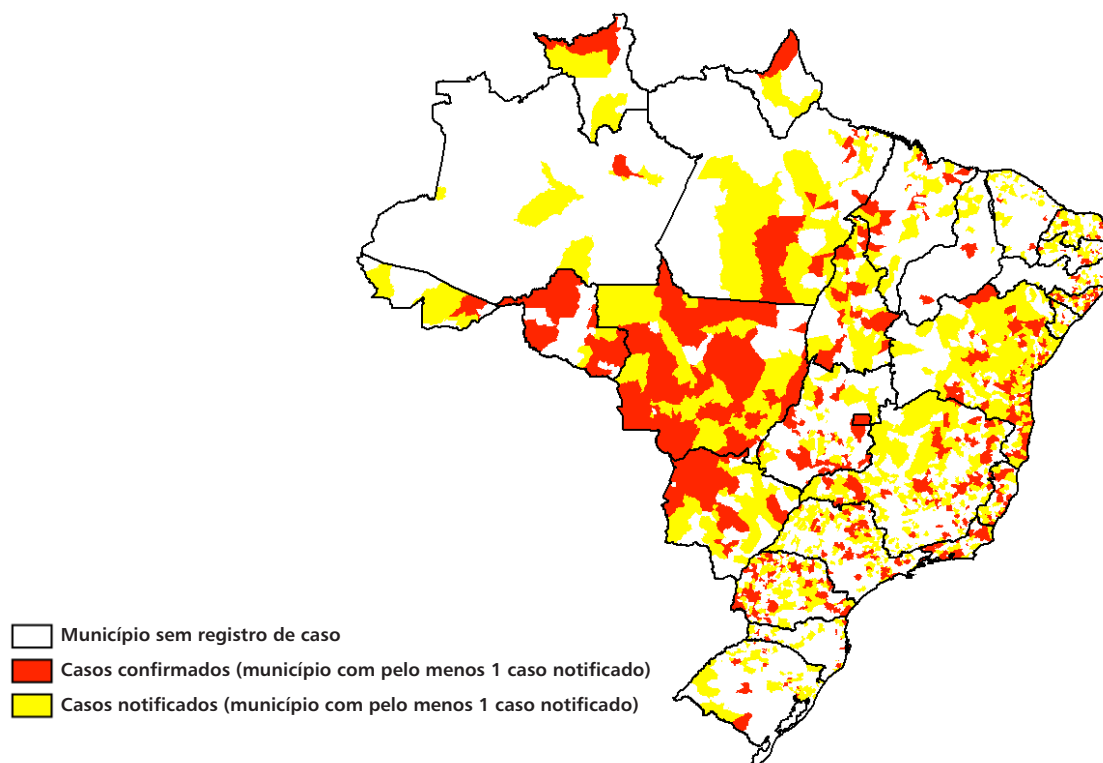 Município sem registro de caso
Casos confirmados (município com pelo menos 1 caso notificado)
Casos notificados (município com pelo menos 1 caso notificado)